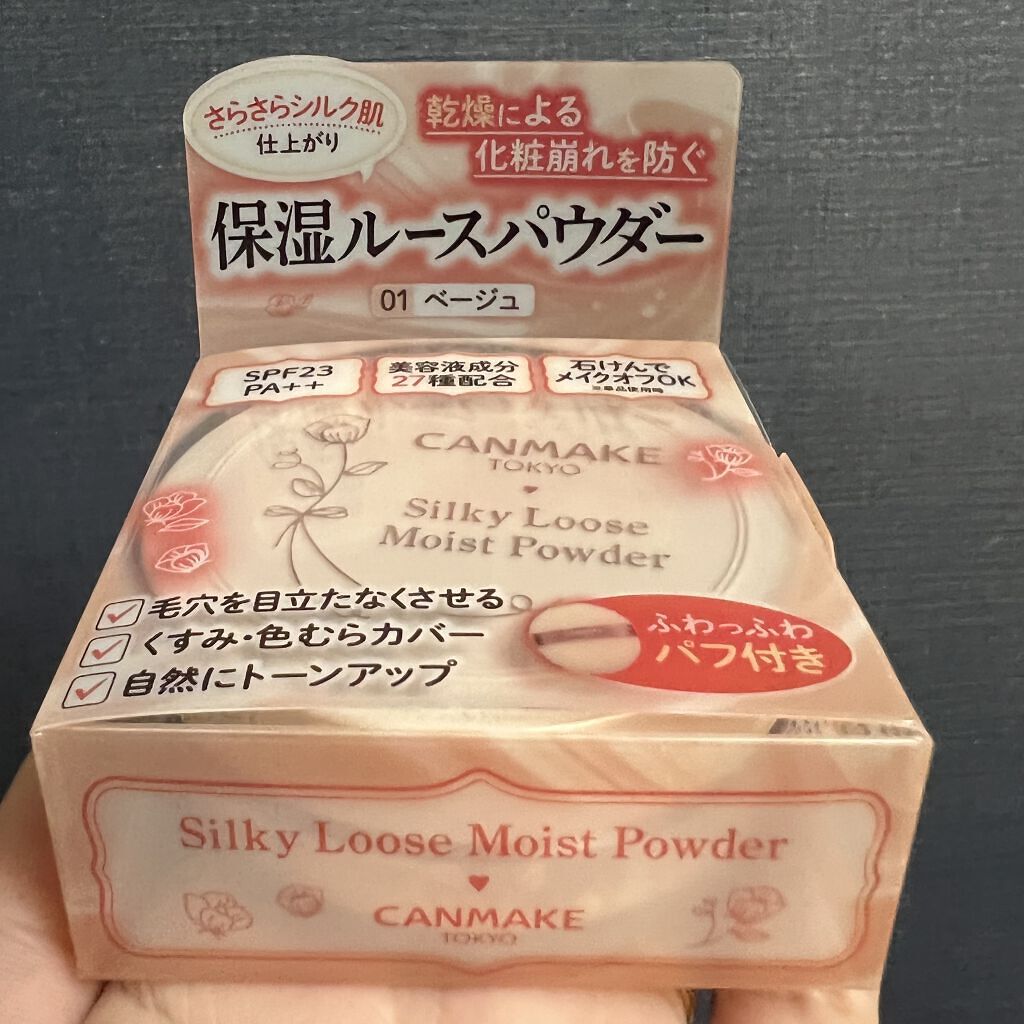 さらさらシルク肌
仕上がり
乾燥による
化粧崩れを防ぐ
保湿ルースパウダー
01 ベージュ
SPF23
PA++
美容液成分
27種配合
石けんで
メイクオフOK
※単品使用時
CANMAKE
TOKYO
Silky Loose
Moist Powder
毛穴を目立たなくさせる
くすみ・色むらカバー
自然にトーンアップ
ふわっふわ
パフ付き
Silky Loose Moist Powder
CANMAKE
TOKYO